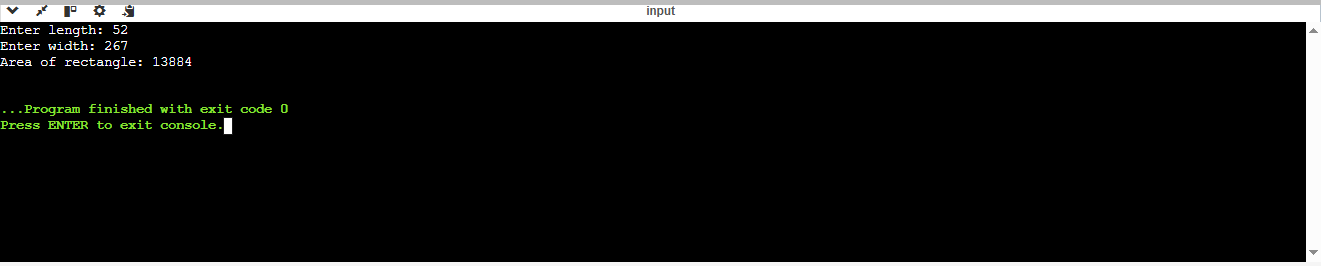 input
Enter length: 52
Enter width: 267
Area of rectangle: 13884
...Program finished with exit code 0
Press ENTER to exit console.